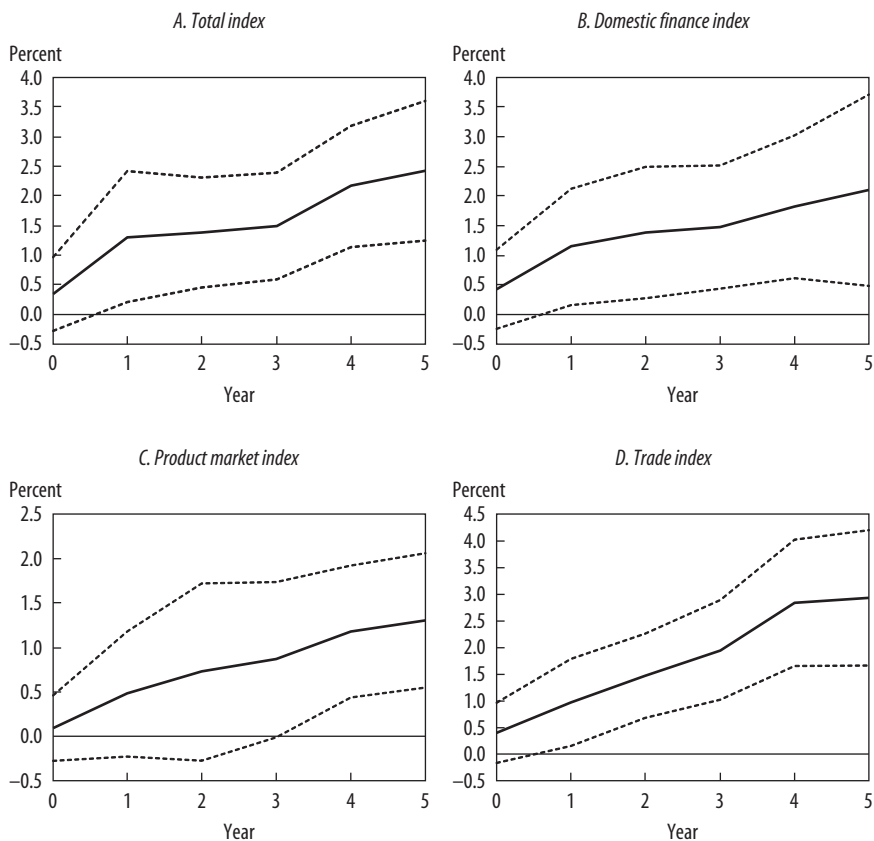 A. Total index
Percent
4.0
3.5
3.0
2.5
2.0
1.5
1.0
0.5
0.0
–0.5
0 1 2 3 4 5
Year
B. Domestic finance index
Percent
4.0
3.5
3.0
2.5
2.0
1.5
1.0
0.5
0.0
–0.5
0 1 2 3 4 5
Year
C. Product market index
Percent
2.5
2.0
1.5
1.0
0.5
0.0
–0.5
0 1 2 3 4 5
Year
D. Trade index
Percent
4.5
4.0
3.5
3.0
2.5
2.0
1.5
1.0
0.5
0.0
–0.5
0 1 2 3 4 5
Year